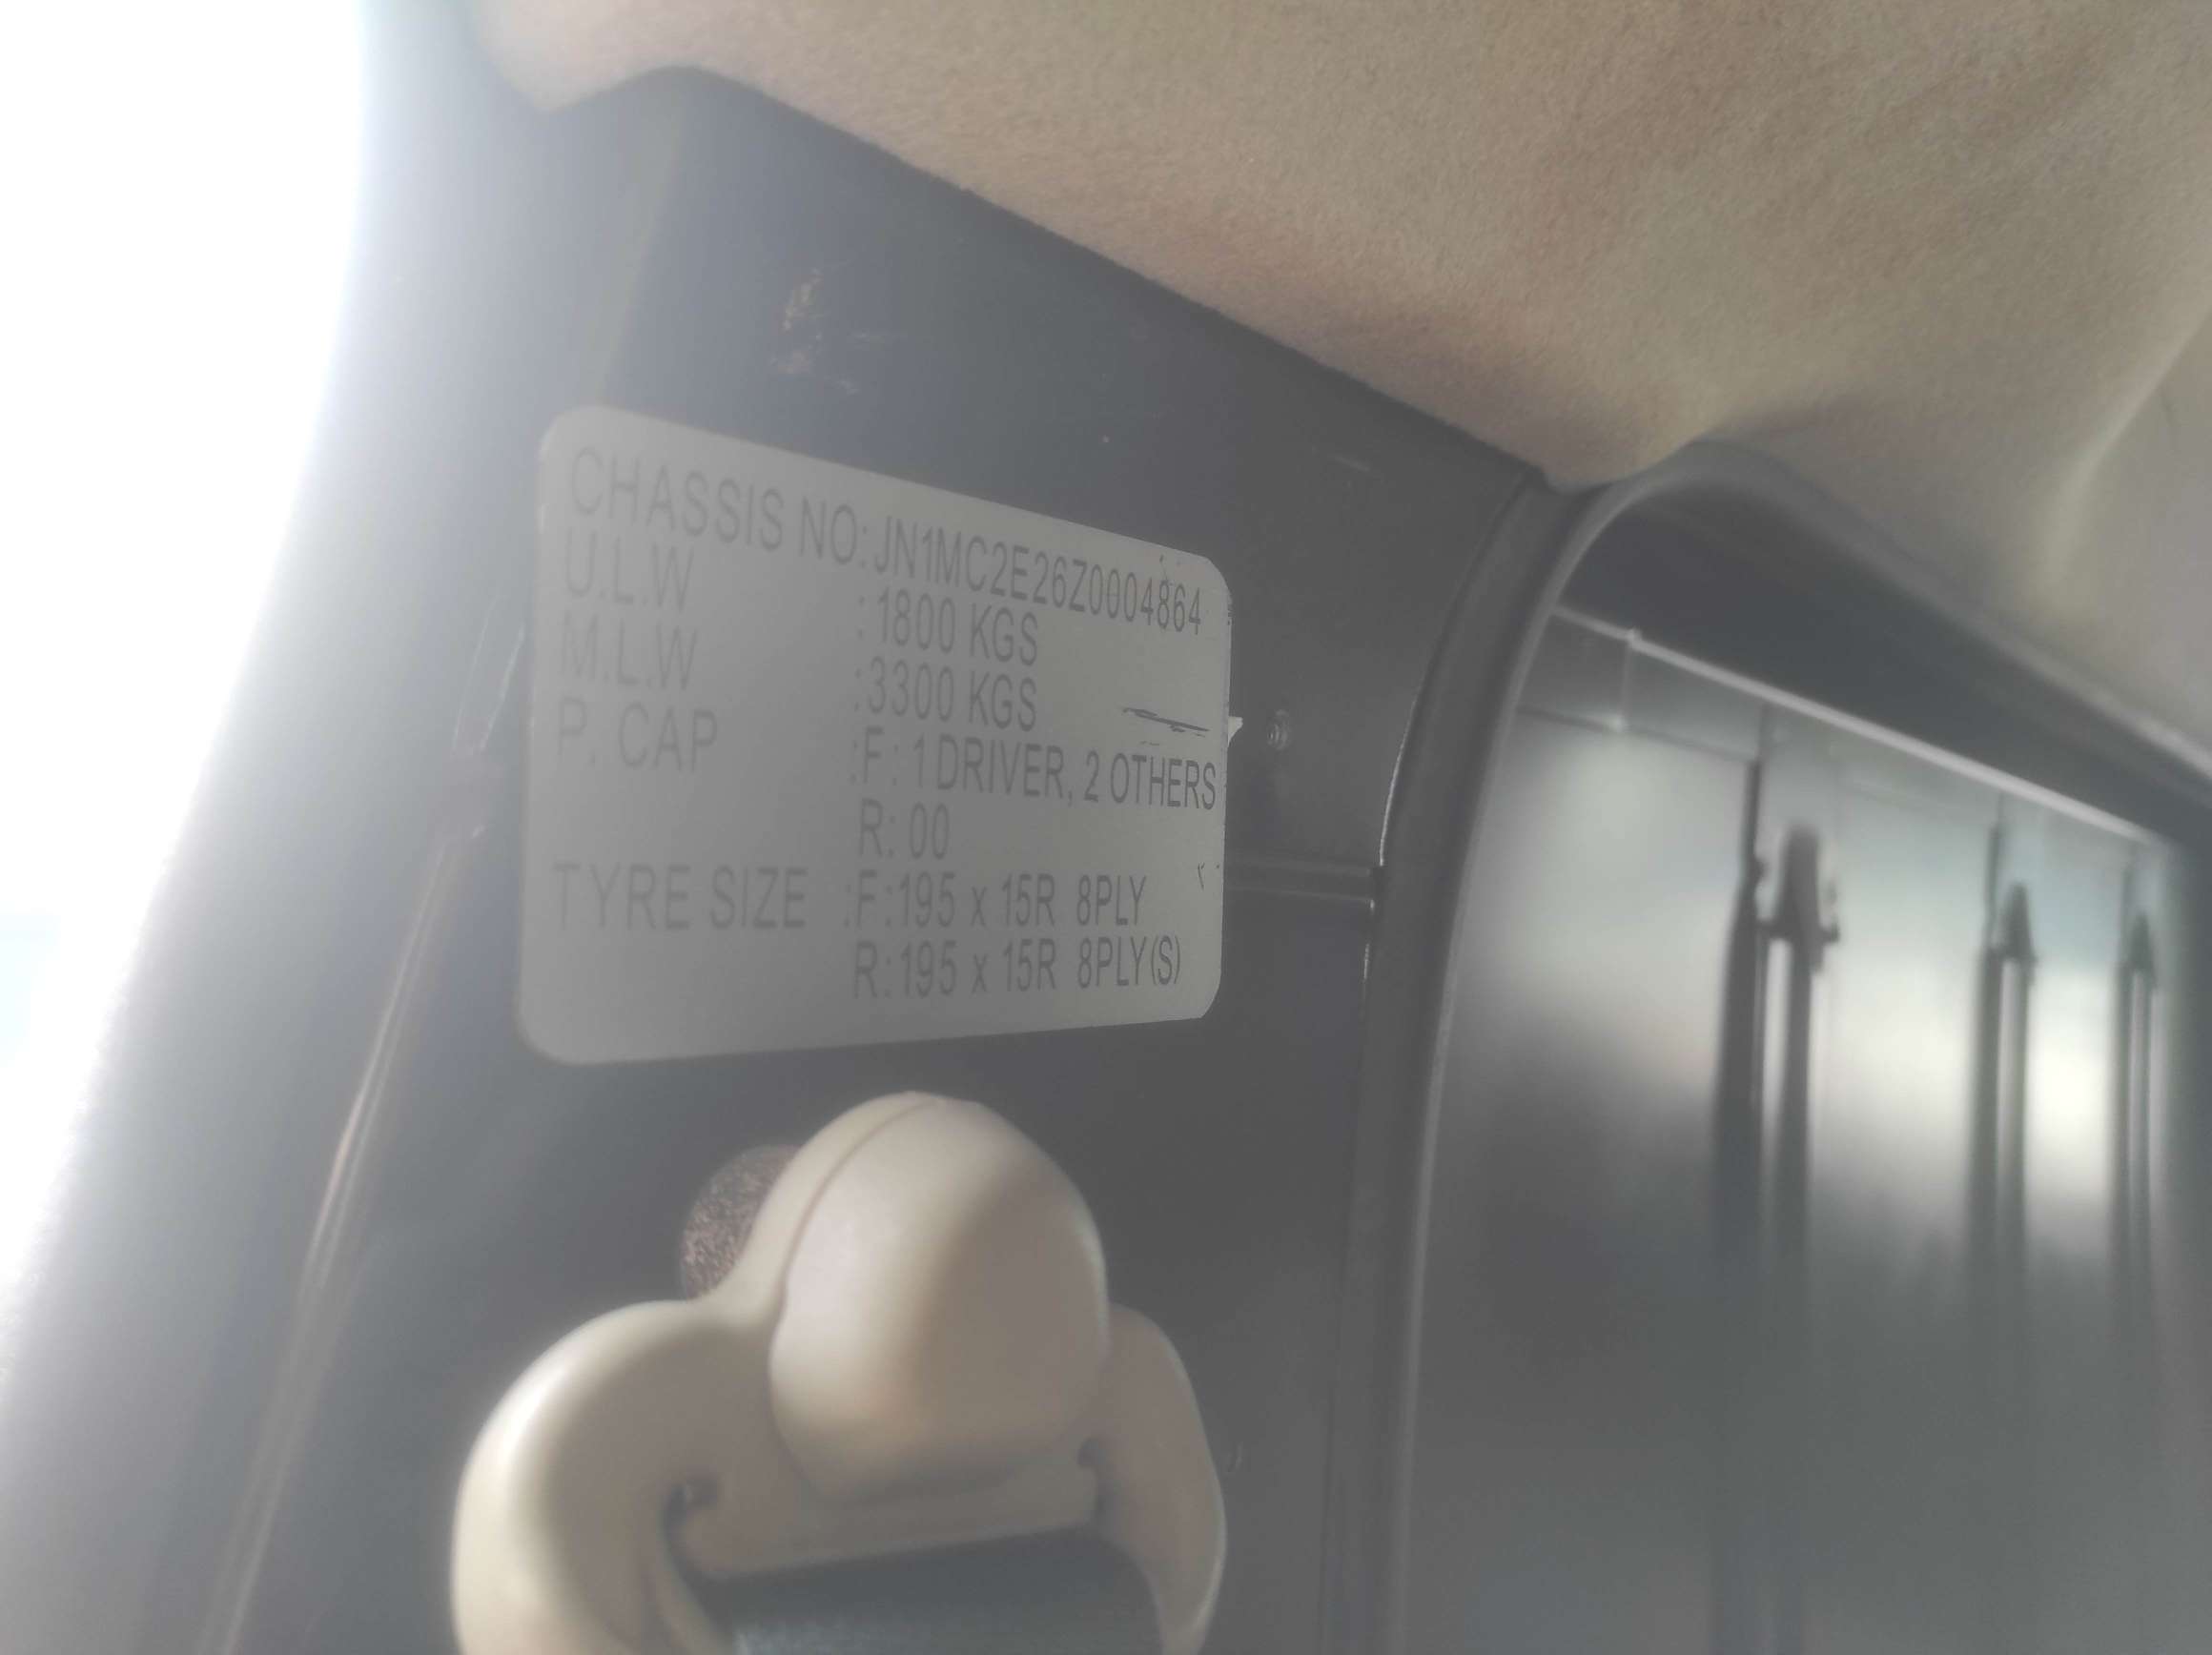 CHASSIS NO: JN1MC2E26Z0004864
U.L.W : 1800 KGS
M.L.W : 3300 KGS
P. CAP : F: 1 DRIVER, 2 OTHERS
R: 00
TYRE SIZE : F: 195 x 15R 8PLY
R: 195 x 15R 8PLY(S)